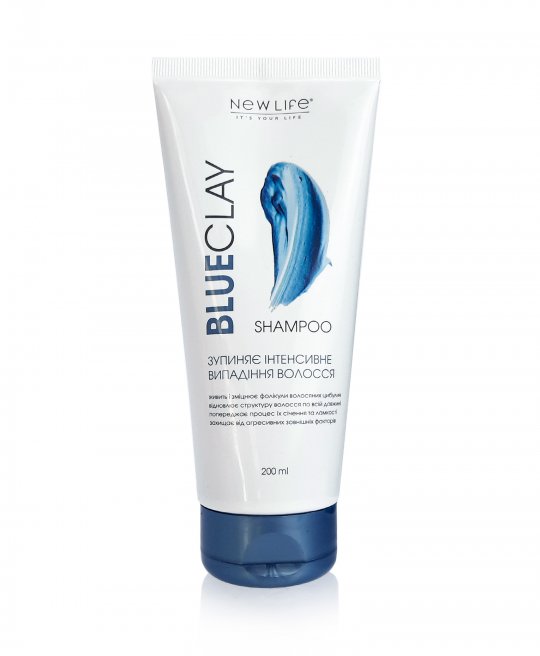 NEW LIFE®
IT'S YOUR LIFE
BLUECLAY
SHAMPOO
ЗУПИНЯЄ ІНТЕНСИВНЕ
ВИПАДІННЯ ВОЛОССЯ
живить і зміцнює фолікули волосяних цибулин
відновлює структуру волосся по всій довжині
попереджає процес їх січення та ламкості
захищає від агресивних зовнішніх факторів
200 ml